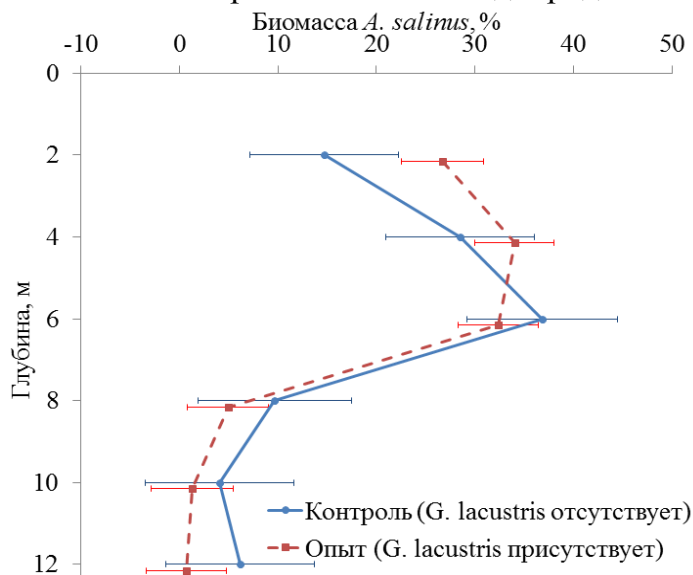 Биомасса A. salinus, %
-10 0 10 20 30 40 50
0
2
4
6
8
10
12
Глубина, м
Контроль (G. lacustris отсутствует)
Опыт (G. lacustris присутствует)